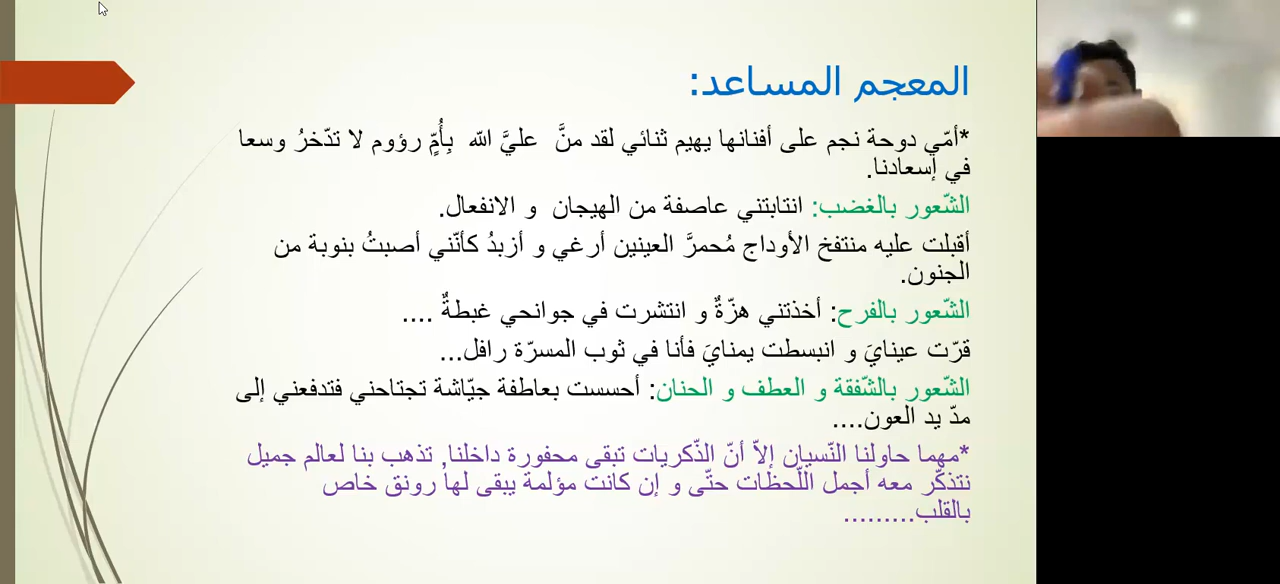 المعجم المساعد:
*أمّي دوحة نجم على أفنانها يهيم ثنائي لقد منَّ عليَّ الله بِأُمٍّ رؤوم لا تدّخرُ وسعا
في إسعادنا.
الشّعور بالغضب: انتابتني عاصفة من الهيجان و الانفعال.
أقبلت عليه منتفخ الأوداج مُحمرَّ العينين أرغي و أزبدُ كأنّني أصبتُ بنوبة من
الجنون.
الشّعور بالفرح: أخذتني هزّةٌ و انتشرت في جوانحي غبطةٌ ....
قرّت عينايَ و انبسطت يمنايَ فأنا في ثوب المسرّة رافل...
الشّعور بالشّفقة و العطف و الحنان: أحسست بعاطفة جيّاشة تجتاحني فتدفعني إلى
مدّ يد العون....
*مهما حاولنا النّسيان إلاّ أنّ الذّكريات تبقى محفورة داخلنا, تذهب بنا لعالم جميل
نتذكّر معه أجمل اللّحظات حتّى و إن كانت مؤلمة يبقى لها رونق خاص
بالقلب.........